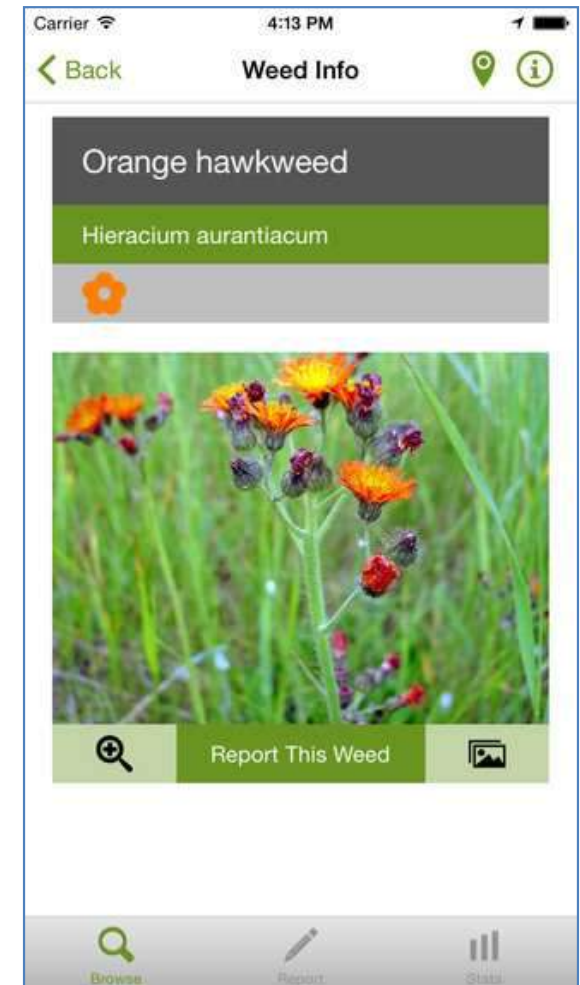 Carrier 4:13 PM
Back Weed Info
Orange hawkweed
Hieracium aurantiacum
Report This Weed
Browse Report Stats